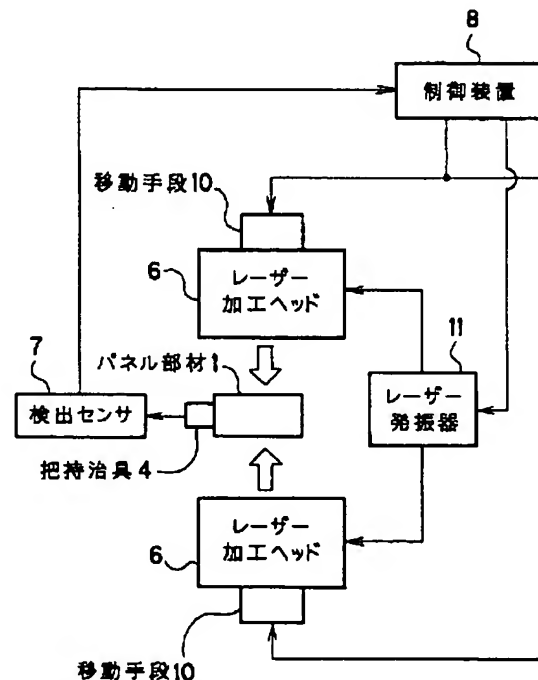 8
制御装置
移動手段10
6
レーザー
加工ヘッド
パネル部材1
7
検出センサ
把持治具4
11
レーザー
発振器
レーザー
加工ヘッド
6
移動手段10